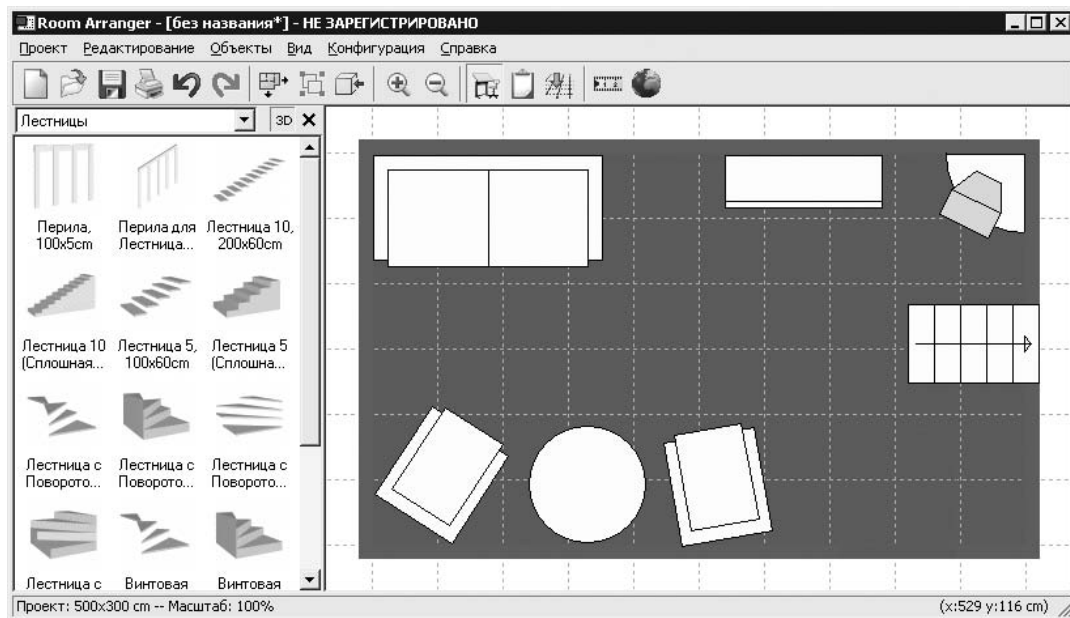 Room Arranger - [без названия*] - НЕ ЗАРЕГИСТРИРОВАНО
Проект Редактирование Объекты Вид Конфигурация Справка
Лестницы
3D
Перила, 100x5cm
Перила для Лестница...
Лестница 10, 200x60cm
Лестница 10 (Сплошная...
Лестница 5, 100x60cm
Лестница 5 (Сплошна...
Лестница с Поворото...
Лестница с Поворото...
Лестница с Поворото...
Лестница с
Винтовая
Винтовая
Проект: 500x300 cm -- Масштаб: 100%
(x:529 y:116 cm)